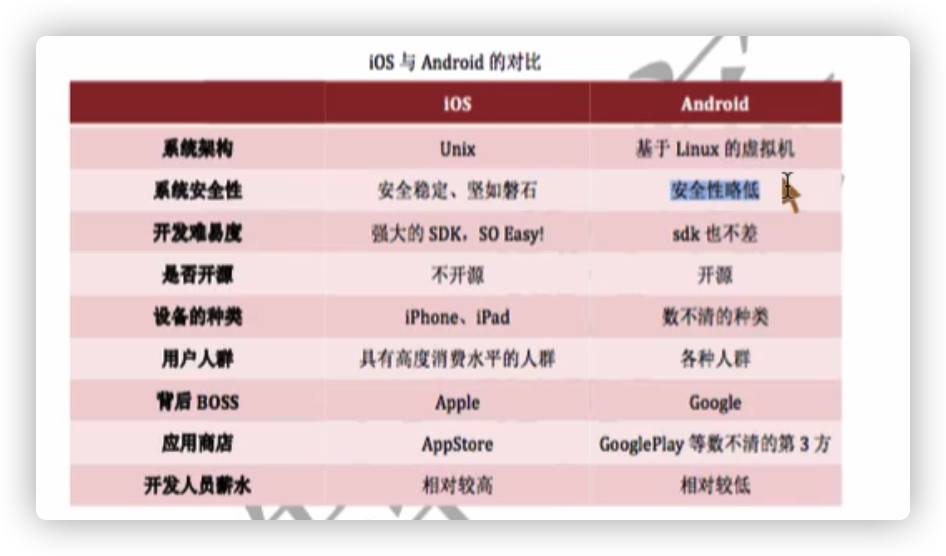 iOS 与 Android 的对比
iOS Android
系统架构 Unix 基于 Linux 的虚拟机
系统安全性 安全稳定、坚如磐石 安全性略低
开发难易度 强大的 SDK，SO Easy! sdk 也不差
是否开源 不开源 开源
设备的种类 iPhone、iPad 数不清的种类
用户人群 具有高度消费水平的人群 各种人群
背后 BOSS Apple Google
应用商店 AppStore GooglePlay 等数不清的第 3 方
开发人员薪水 相对较高 相对较低